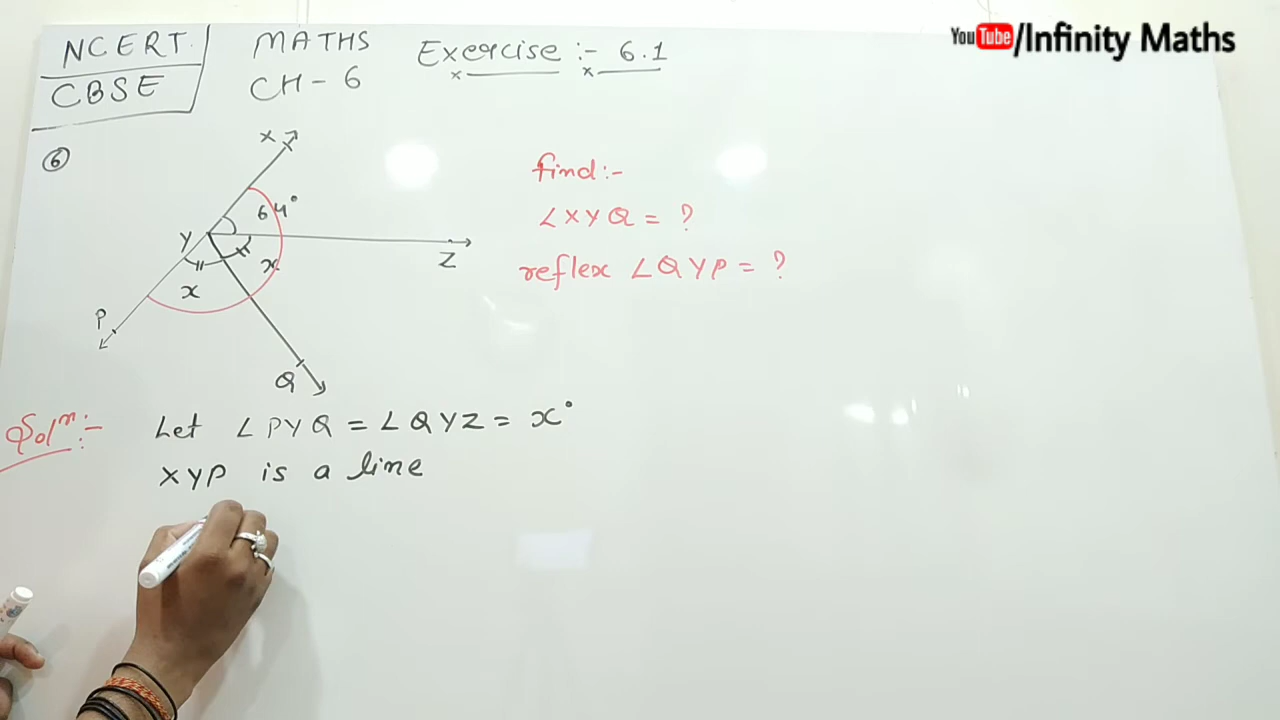 NCERT
CBSE
MATHS
CH-6
Exercise :- 6.1
YouTube/Infinity Maths
⑥
X
64°
Y
Z
x
x
P
Q
find:-
∠XYQ = ?
reflex ∠QYP = ?
Solⁿ:-
Let ∠PYQ = ∠QYZ = x°
XYP is a line